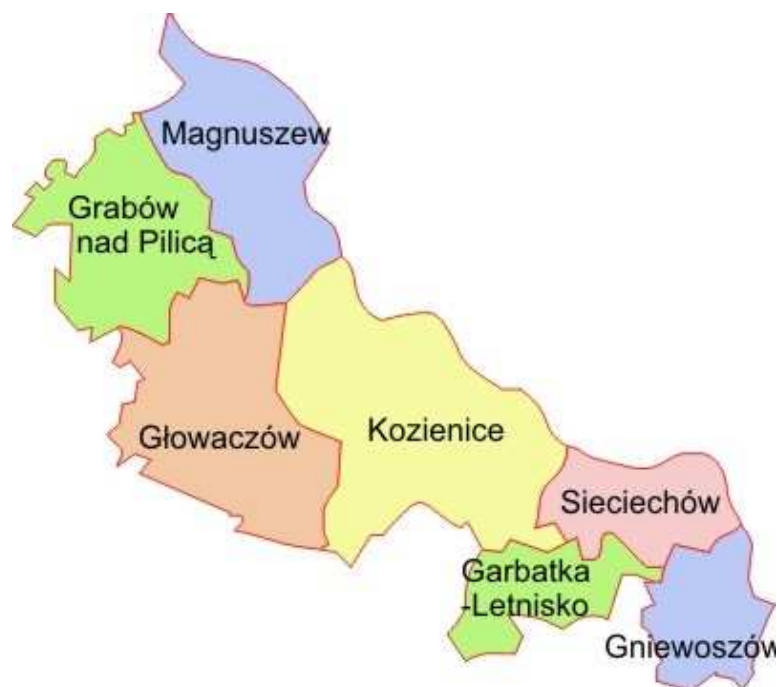 Magnuszew
Grabów
nad Pilicą
Głowaczów
Kozienice
Sieciechów
Garbatka
-Letnisko
Gniewoszów